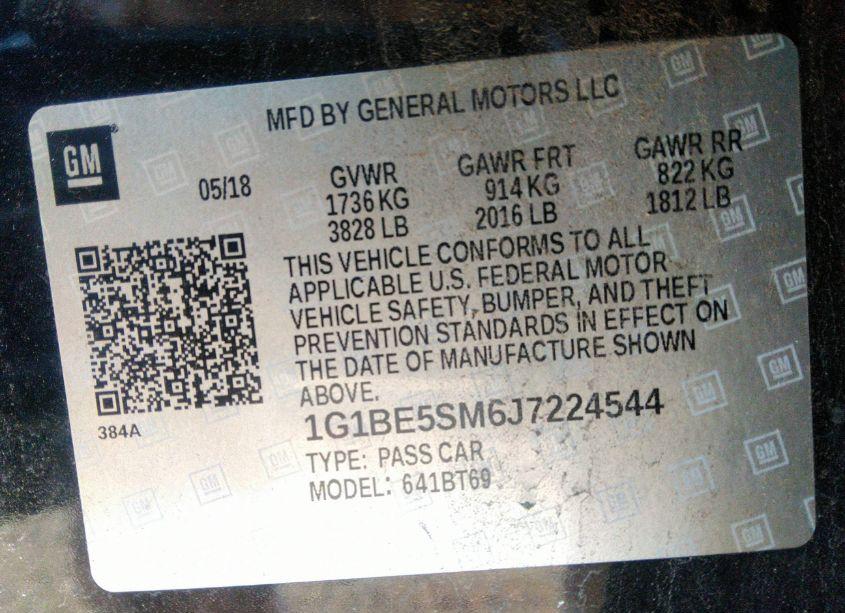 MFD BY GENERAL MOTORS LLC
GM
05/18
GVWR
1736 KG
3828 LB
GAWR FRT
914 KG
2016 LB
GAWR RR
822 KG
1812 LB
THIS VEHICLE CONFORMS TO ALL
APPLICABLE U.S. FEDERAL MOTOR
VEHICLE SAFETY, BUMPER, AND THEFT
PREVENTION STANDARDS IN EFFECT ON
THE DATE OF MANUFACTURE SHOWN
ABOVE.
384A
1G1BE5SM6J7224544
TYPE: PASS CAR
MODEL: 641BT69